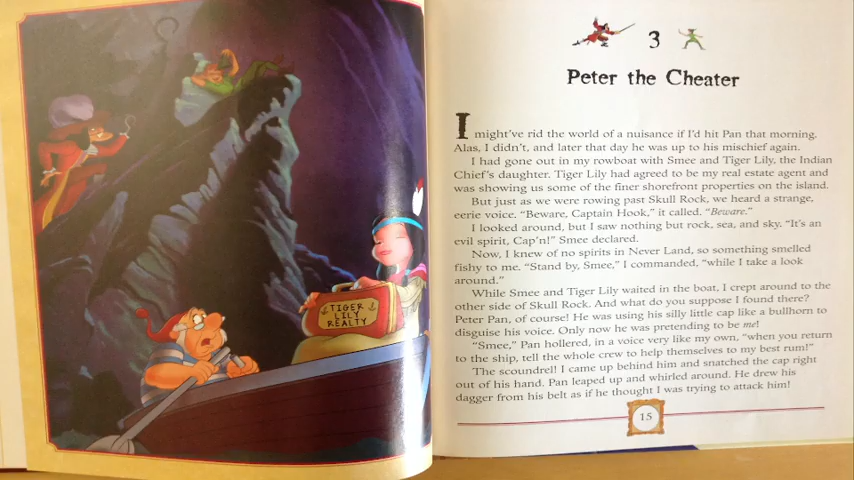 TIGER
LILY
REALTY
3
Peter the Cheater
I might've rid the world of a nuisance if I'd hit Pan that morning.
Alas, I didn't, and later that day he was up to his mischief again.
I had gone out in my rowboat with Smee and Tiger Lily, the Indian
Chief's daughter. Tiger Lily had agreed to be my real estate agent and
was showing us some of the finer shorefront properties on the island.
But just as we were rowing past Skull Rock, we heard a strange,
eerie voice. “Beware, Captain Hook,” it called. “Beware.”
I looked around, but I saw nothing but rock, sea, and sky. “It's an
evil spirit, Cap'n!” Smee declared.
Now, I knew of no spirits in Never Land, so something smelled
fishy to me. “Stand by, Smee,” I commanded, “while I take a look
around.”
While Smee and Tiger Lily waited in the boat, I crept around to the
other side of Skull Rock. And what do you suppose I found there?
Peter Pan, of course! He was using his silly little cap like a bullhorn to
disguise his voice. Only now he was pretending to be me!
“Smee,” Pan hollered, in a voice very like my own, “when you return
to the ship, tell the whole crew to help themselves to my best rum!”
The scoundrel! I came up behind him and snatched the cap right
out of his hand. Pan leaped up and whirled around. He drew his
dagger from his belt as if he thought I was trying to attack him!
15